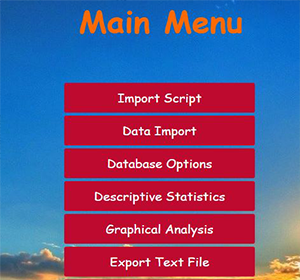 Main Menu
Import Script
Data Import
Database Options
Descriptive Statistics
Graphical Analysis
Export Text File